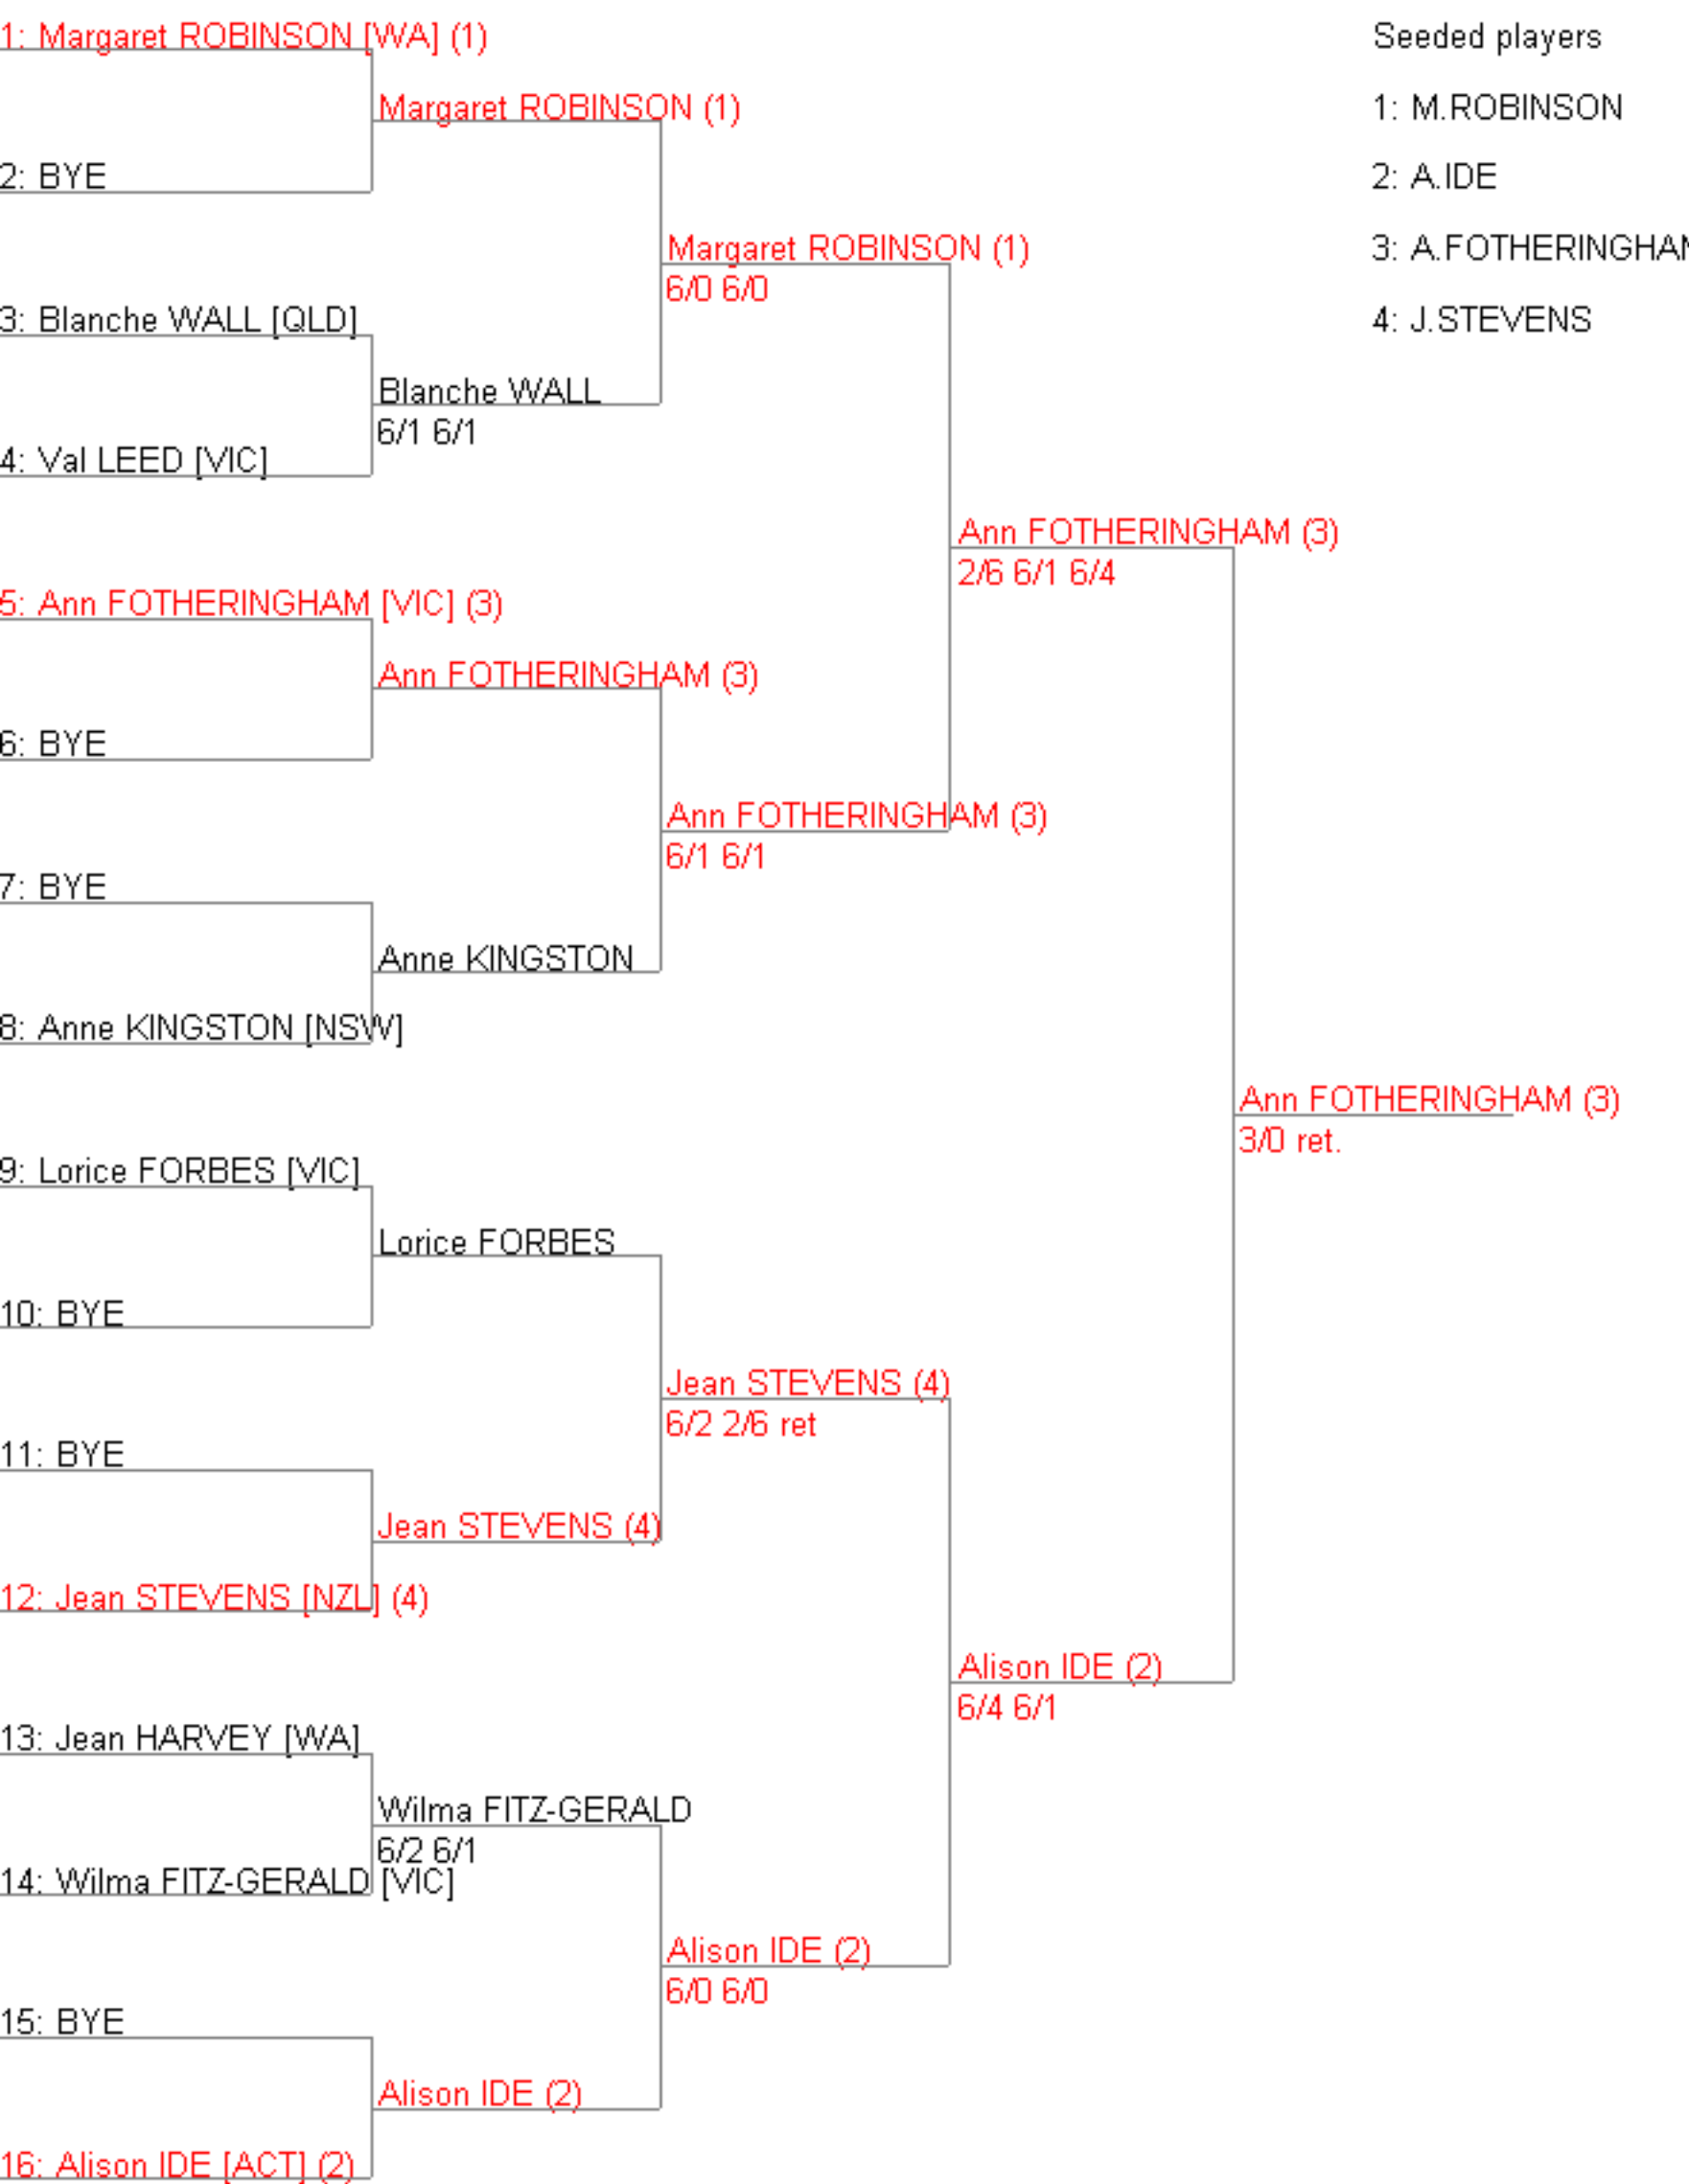 1: Margaret ROBINSON [WA] (1)
Seeded players
Margaret ROBINSON (1)
1: M.ROBINSON
2: BYE
2: A.IDE
Margaret ROBINSON (1)
3: A.FOTHERINGHAM
6/0 6/0
3: Blanche WALL [QLD]
4: J.STEVENS
Blanche WALL
6/1 6/1
4: Val LEED [VIC]
Ann FOTHERINGHAM (3)
2/6 6/1 6/4
5: Ann FOTHERINGHAM [VIC] (3)
Ann FOTHERINGHAM (3)
6: BYE
Ann FOTHERINGHAM (3)
6/1 6/1
7: BYE
Anne KINGSTON
8: Anne KINGSTON [NSW]
Ann FOTHERINGHAM (3)
3/0 ret.
9: Lorice FORBES [VIC]
Lorice FORBES
10: BYE
Jean STEVENS (4)
6/2 2/6 ret
11: BYE
Jean STEVENS (4)
12: Jean STEVENS [NZL] (4)
Alison IDE (2)
6/4 6/1
13: Jean HARVEY [WA]
Wilma FITZ-GERALD
6/2 6/1
14: Wilma FITZ-GERALD [VIC]
Alison IDE (2)
6/0 6/0
15: BYE
Alison IDE (2)
16: Alison IDE [ACT] (2)